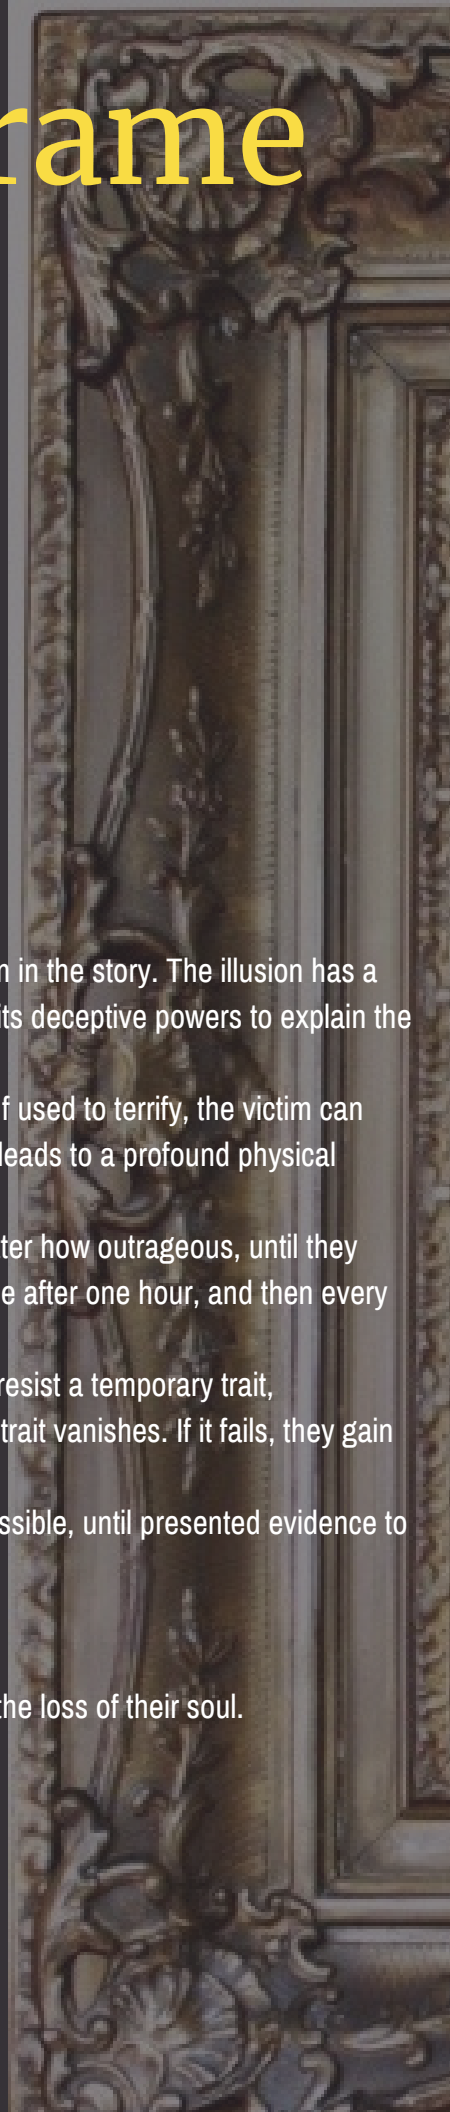 rame
n in the story. The illusion has a
its deceptive powers to explain the
f used to terrify, the victim can
leads to a profound physical
ter how outrageous, until they
e after one hour, and then every
resist a temporary trait,
trait vanishes. If it fails, they gain
ssible, until presented evidence to
the loss of their soul.